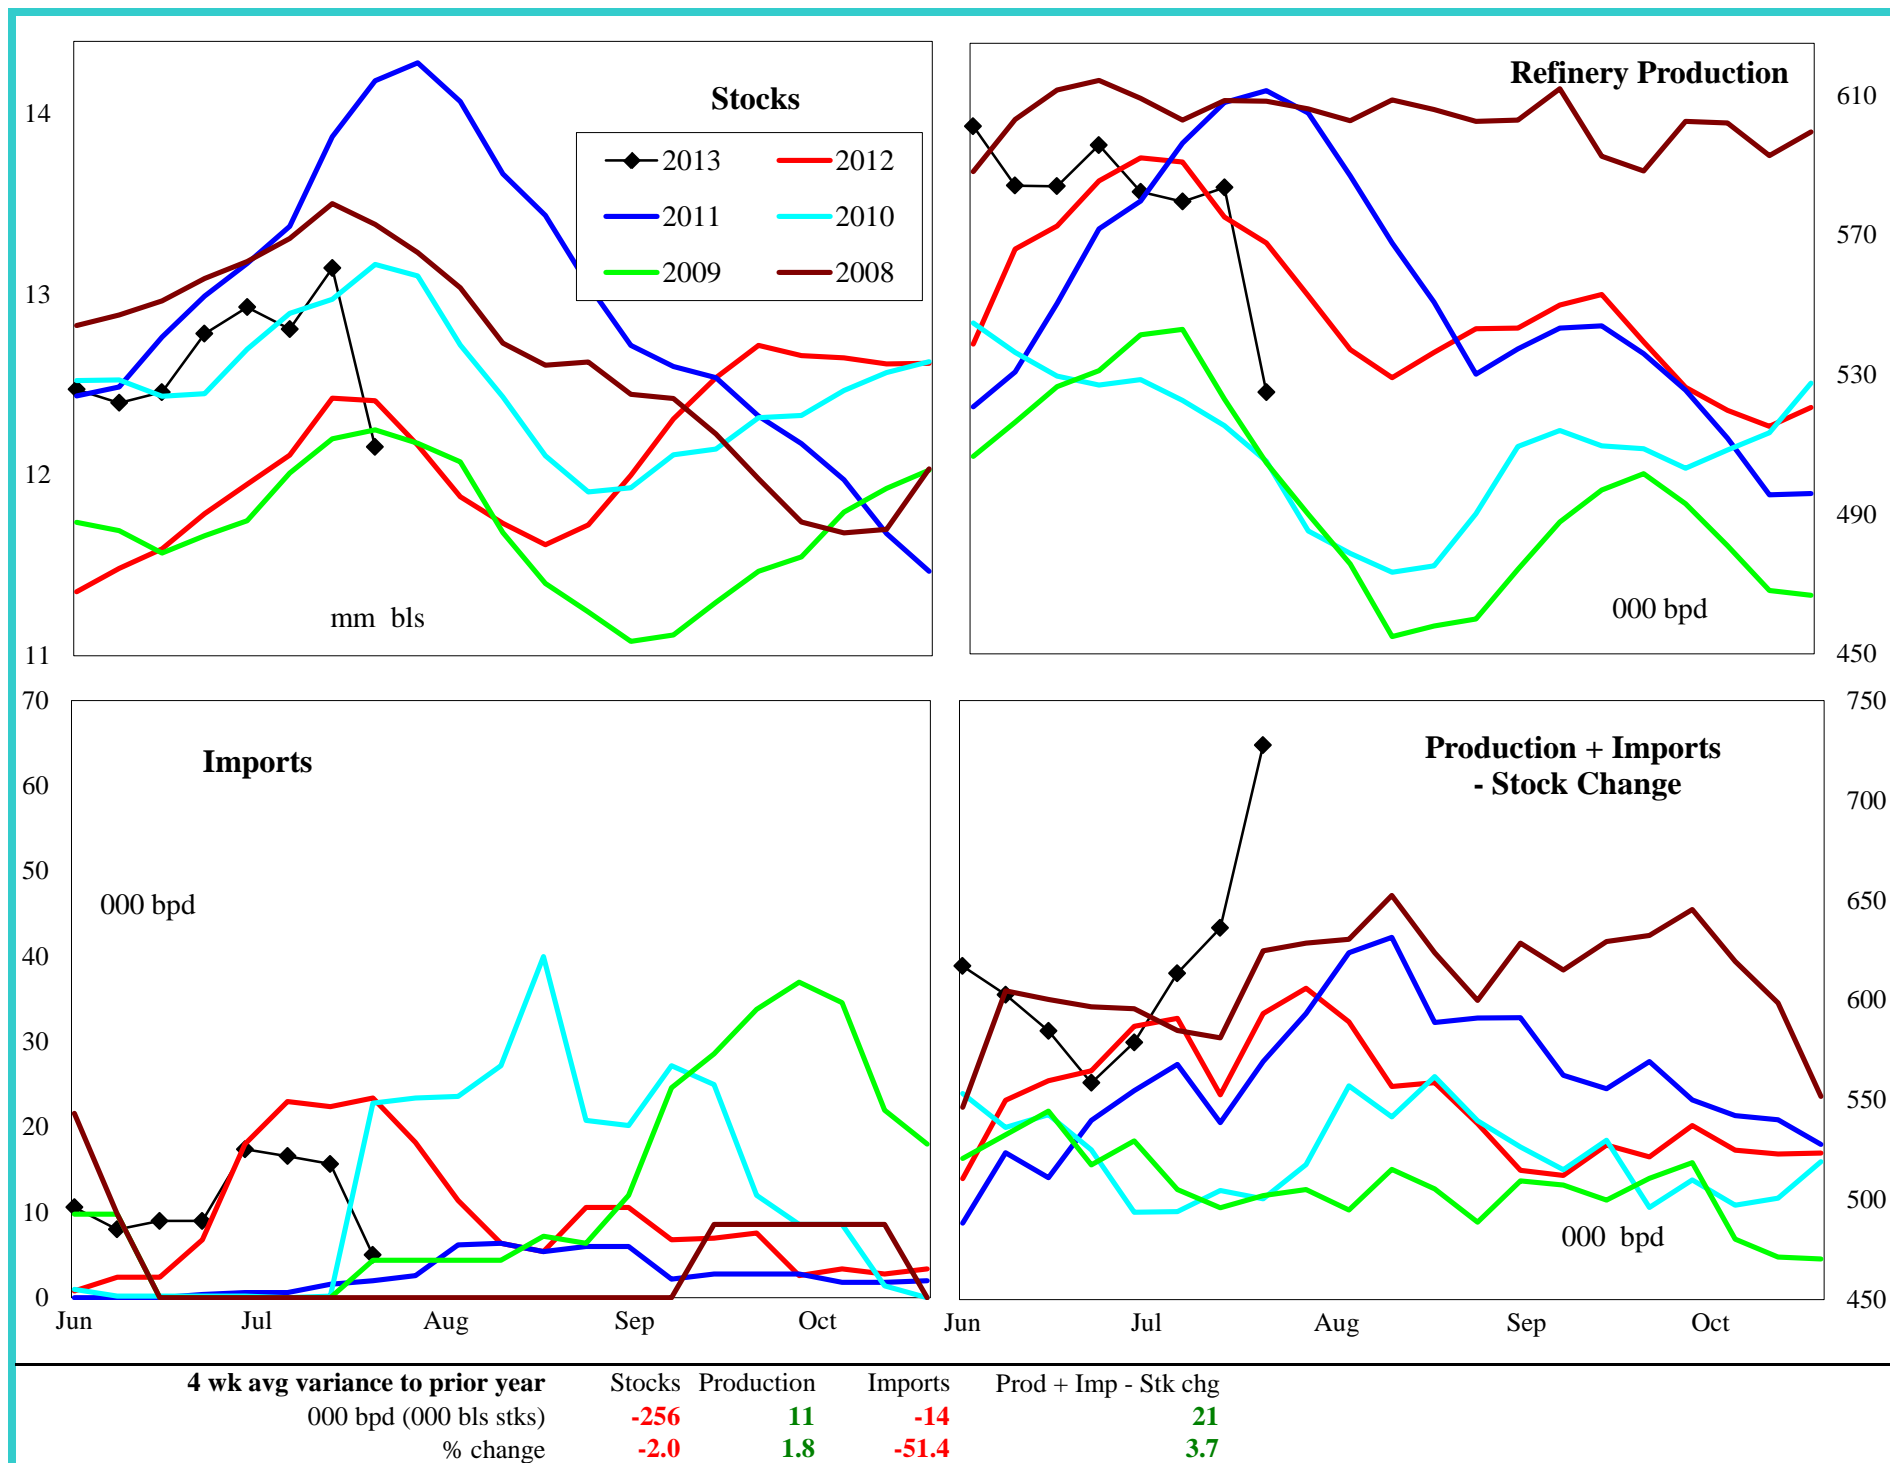 Stocks
14
13
12
11
2013
2012
2011
2010
2009
2008
mm bls
Refinery Production
610
570
530
490
450
000 bpd
Imports
70
60
50
40
30
20
10
0
000 bpd
Jun
Jul
Aug
Sep
Oct
Production + Imports
- Stock Change
750
700
650
600
550
500
450
000 bpd
Jun
Jul
Aug
Sep
Oct
4 wk avg variance to prior year Stocks Production Imports Prod + Imp - Stk chg
000 bpd (000 bls stks) -256 11 -14 21
% change -2.0 1.8 -51.4 3.7